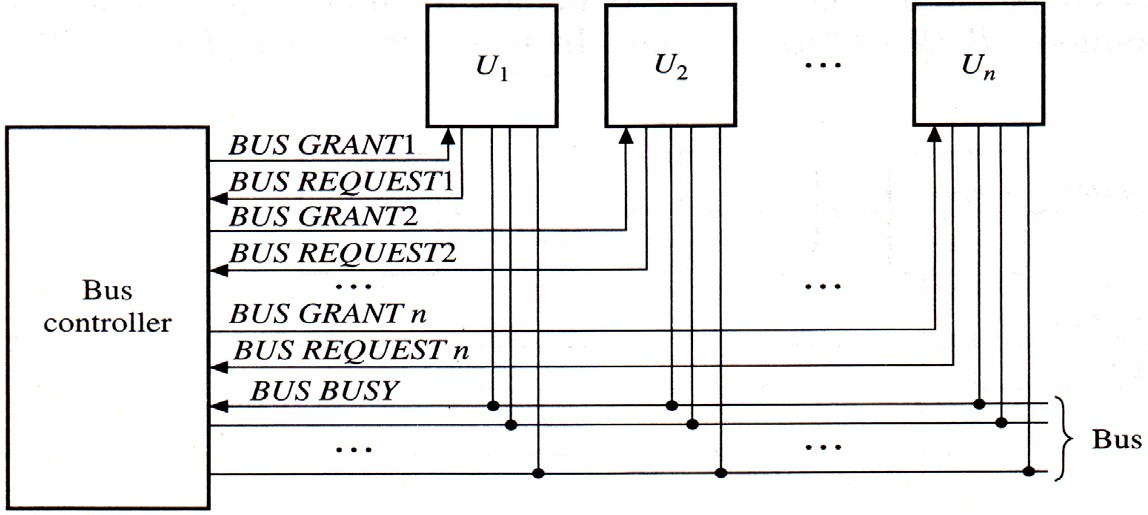 U1 U2 ... Un
BUS GRANT1
BUS REQUEST1
BUS GRANT2
BUS REQUEST2
... ...
BUS GRANT n
Bus
controller
BUS REQUEST n
BUS BUSY
... ... Bus